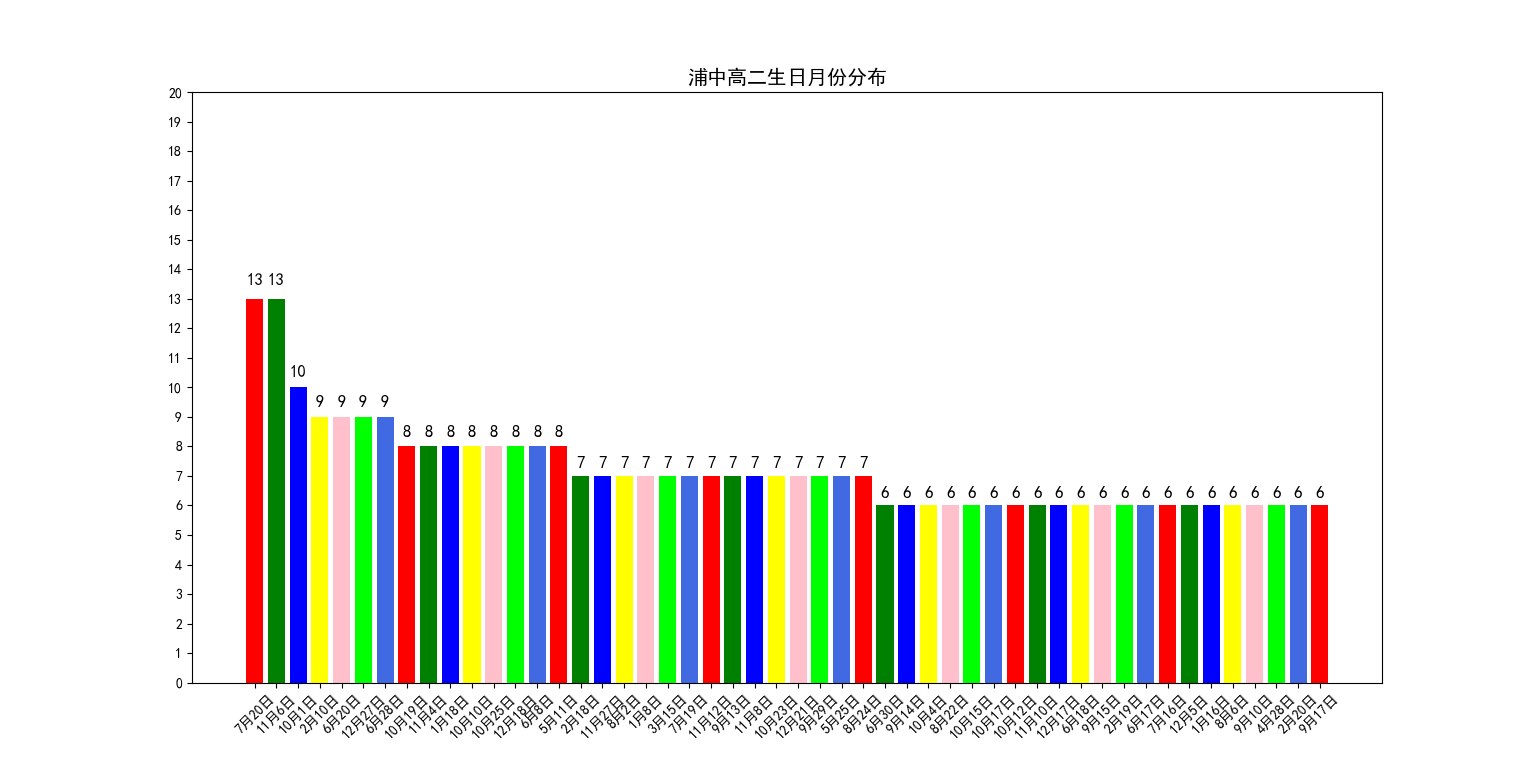 浦中高二生日月份分布
20
19
18
17
16
15
14
13
12
11
10
9
8
7
6
5
4
3
2
1
0
13 13
10
9 9 9 9
8 8 8 8 8 8 8 8
7 7 7 7 7 7 7 7 7 7 7 7 7 7
6 6 6 6 6 6 6 6 6 6 6 6 6 6 6 6 6 6 6 6 6
7月20日
11月6日
10月1日
2月10日
6月20日
12月27日
6月28日
10月19日
11月4日
1月18日
10月10日
10月25日
12月18日
6月8日
5月11日
2月18日
11月27日
8月2日
1月8日
3月15日
7月19日
11月12日
9月13日
11月8日
10月23日
12月21日
9月29日
5月25日
8月24日
6月30日
9月14日
10月4日
8月22日
10月15日
10月17日
10月12日
11月10日
12月17日
6月18日
9月15日
2月19日
6月17日
7月16日
12月5日
1月16日
8月6日
9月10日
4月28日
2月20日
9月17日